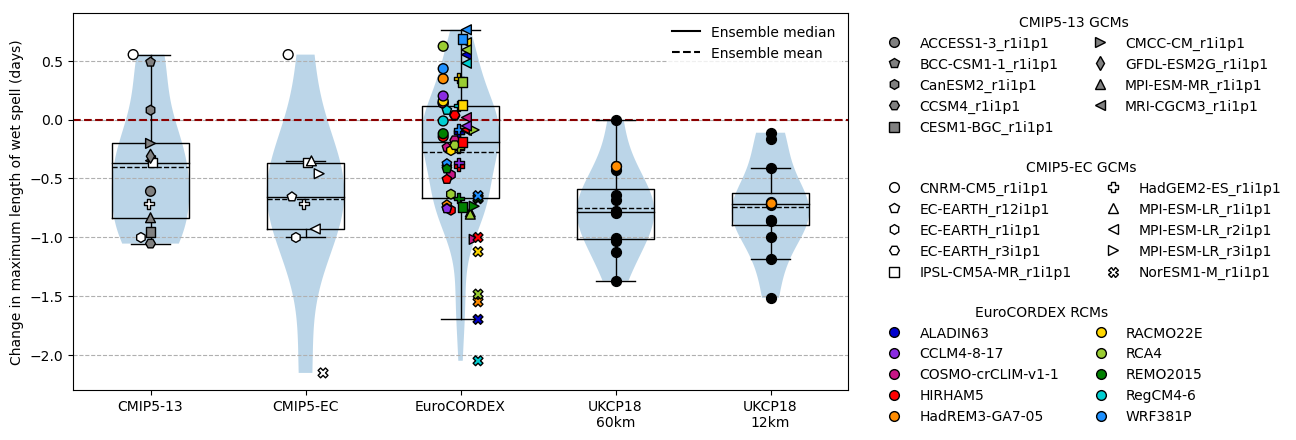 Change in maximum length of wet spell (days)
0.5
0.0
−0.5
−1.0
−1.5
−2.0
CMIP5-13
CMIP5-EC
EuroCORDEX
UKCP18
60km
UKCP18
12km
Ensemble median
Ensemble mean
CMIP5-13 GCMs
ACCESS1-3_r1i1p1
BCC-CSM1-1_r1i1p1
CanESM2_r1i1p1
CCSM4_r1i1p1
CESM1-BGC_r1i1p1
CMCC-CM_r1i1p1
GFDL-ESM2G_r1i1p1
MPI-ESM-MR_r1i1p1
MRI-CGCM3_r1i1p1
CMIP5-EC GCMs
CNRM-CM5_r1i1p1
EC-EARTH_r12i1p1
EC-EARTH_r1i1p1
EC-EARTH_r3i1p1
IPSL-CM5A-MR_r1i1p1
HadGEM2-ES_r1i1p1
MPI-ESM-LR_r1i1p1
MPI-ESM-LR_r2i1p1
MPI-ESM-LR_r3i1p1
NorESM1-M_r1i1p1
EuroCORDEX RCMs
ALADIN63
CCLM4-8-17
COSMO-crCLIM-v1-1
HIRHAM5
HadREM3-GA7-05
RACMO22E
RCA4
REMO2015
RegCM4-6
WRF381P